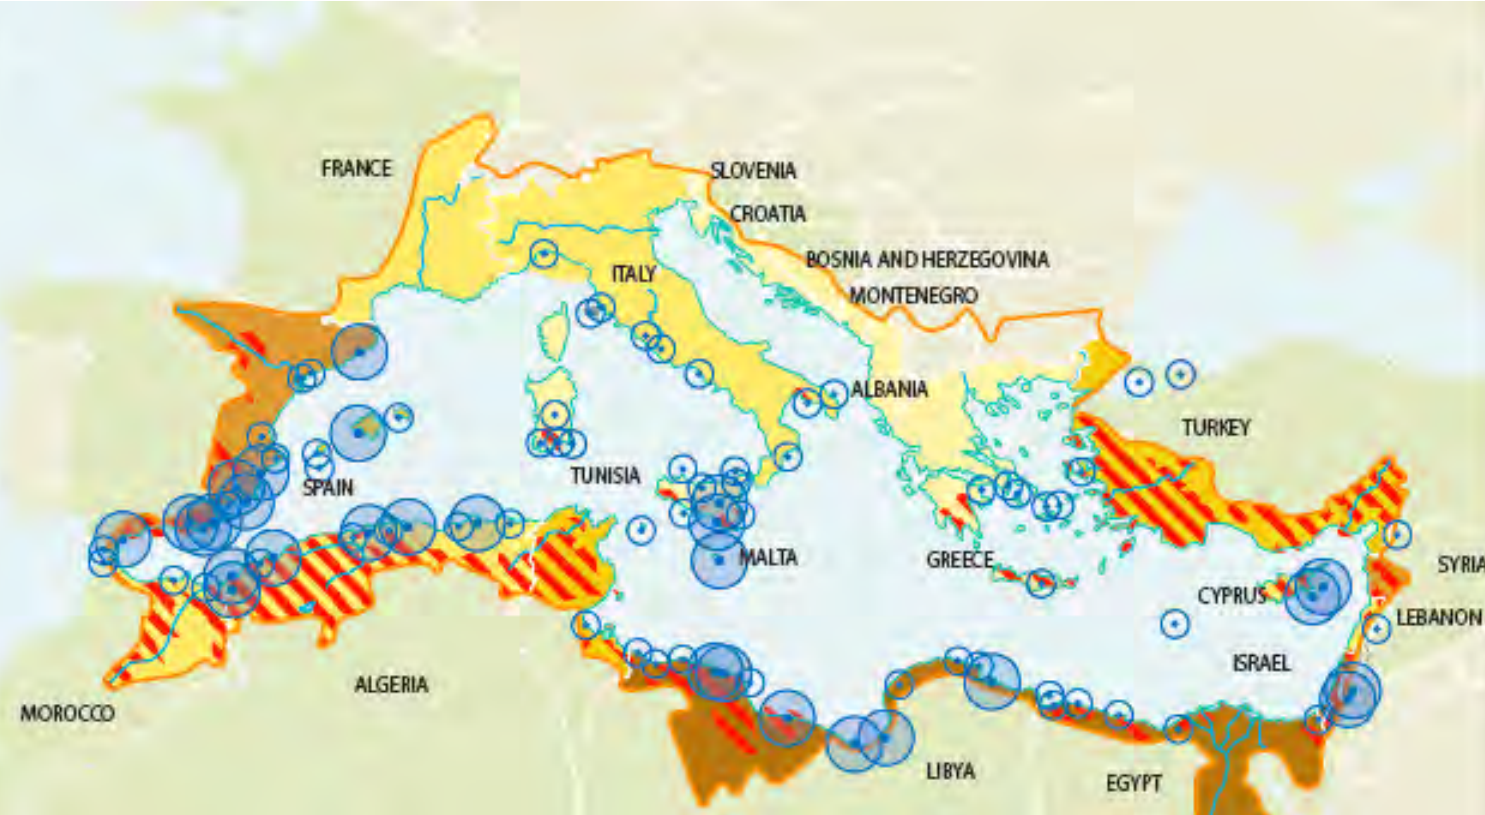 FRANCE
SLOVENIA
CROATIA
BOSNIA AND HERZEGOVINA
ITALY
MONTENEGRO
ALBANIA
TURKEY
TUNISIA
SPAIN
MALTA
GREECE
SYRIA
CYPRUS
LEBANON
ISRAEL
ALGERIA
MOROCCO
LIBYA
EGYPT